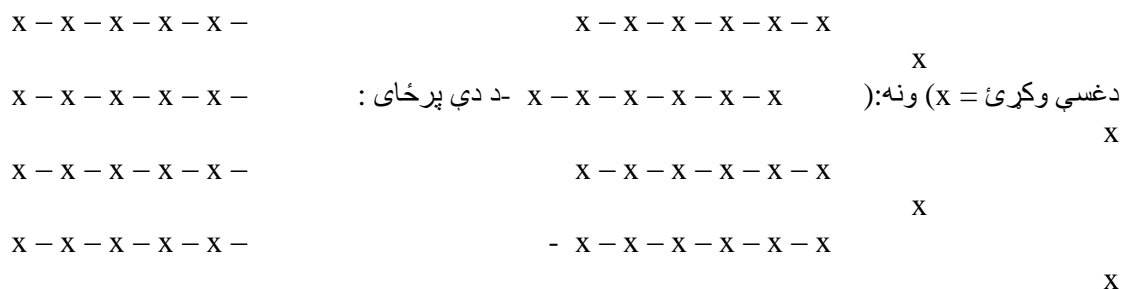 x – x – x – x – x –                                x – x – x – x – x – x
x
دغسې وکړئ = x) ونه:(        x – x – x – x – x – x  -د دې پرځای :        x – x – x – x – x –
x
x – x – x – x – x –                                x – x – x – x – x – x
x
x – x – x – x – x –                             -  x – x – x – x – x – x
x